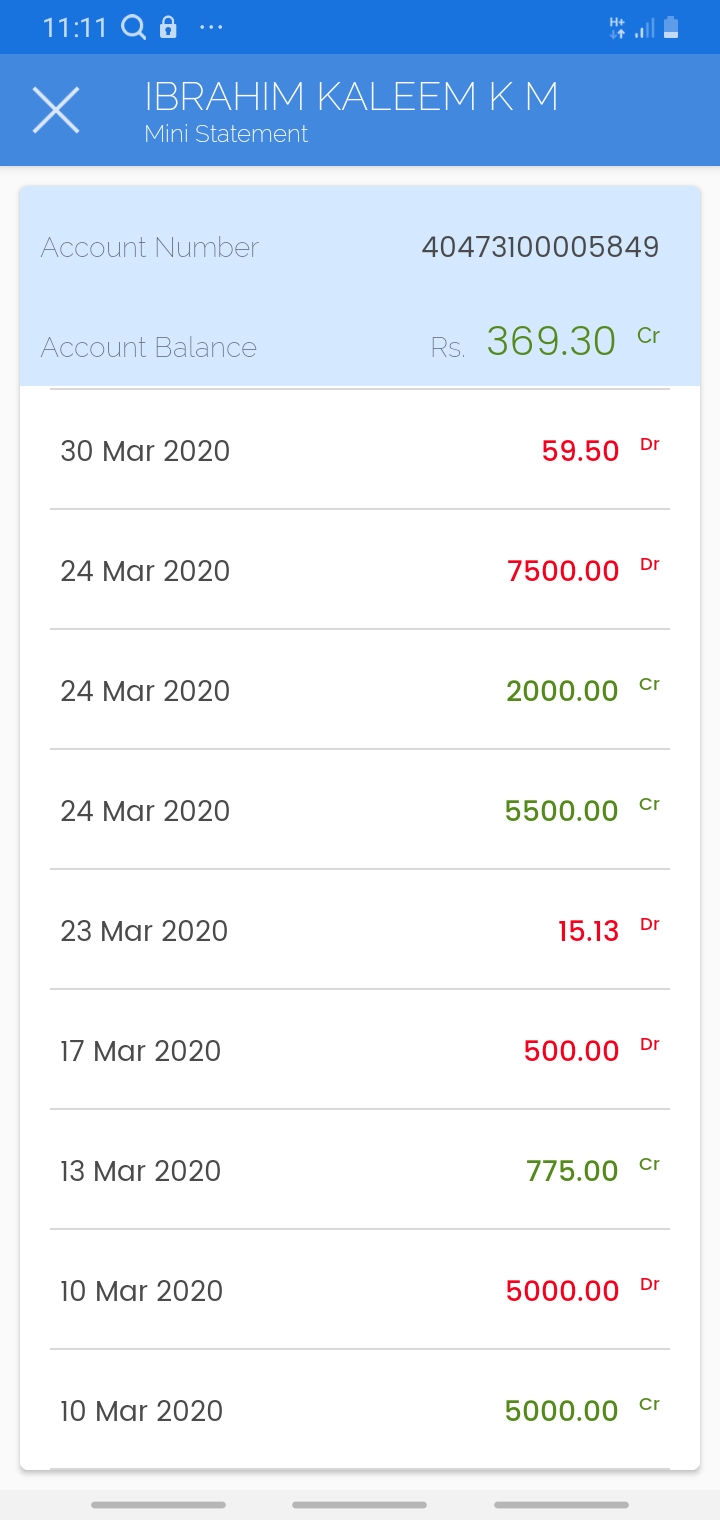 11:11
H+
IBRAHIM KALEEM K M
Mini Statement
Account Number 40473100005849
Account Balance Rs. 369.30 Cr
30 Mar 2020 59.50 Dr
24 Mar 2020 7500.00 Dr
24 Mar 2020 2000.00 Cr
24 Mar 2020 5500.00 Cr
23 Mar 2020 15.13 Dr
17 Mar 2020 500.00 Dr
13 Mar 2020 775.00 Cr
10 Mar 2020 5000.00 Dr
10 Mar 2020 5000.00 Cr